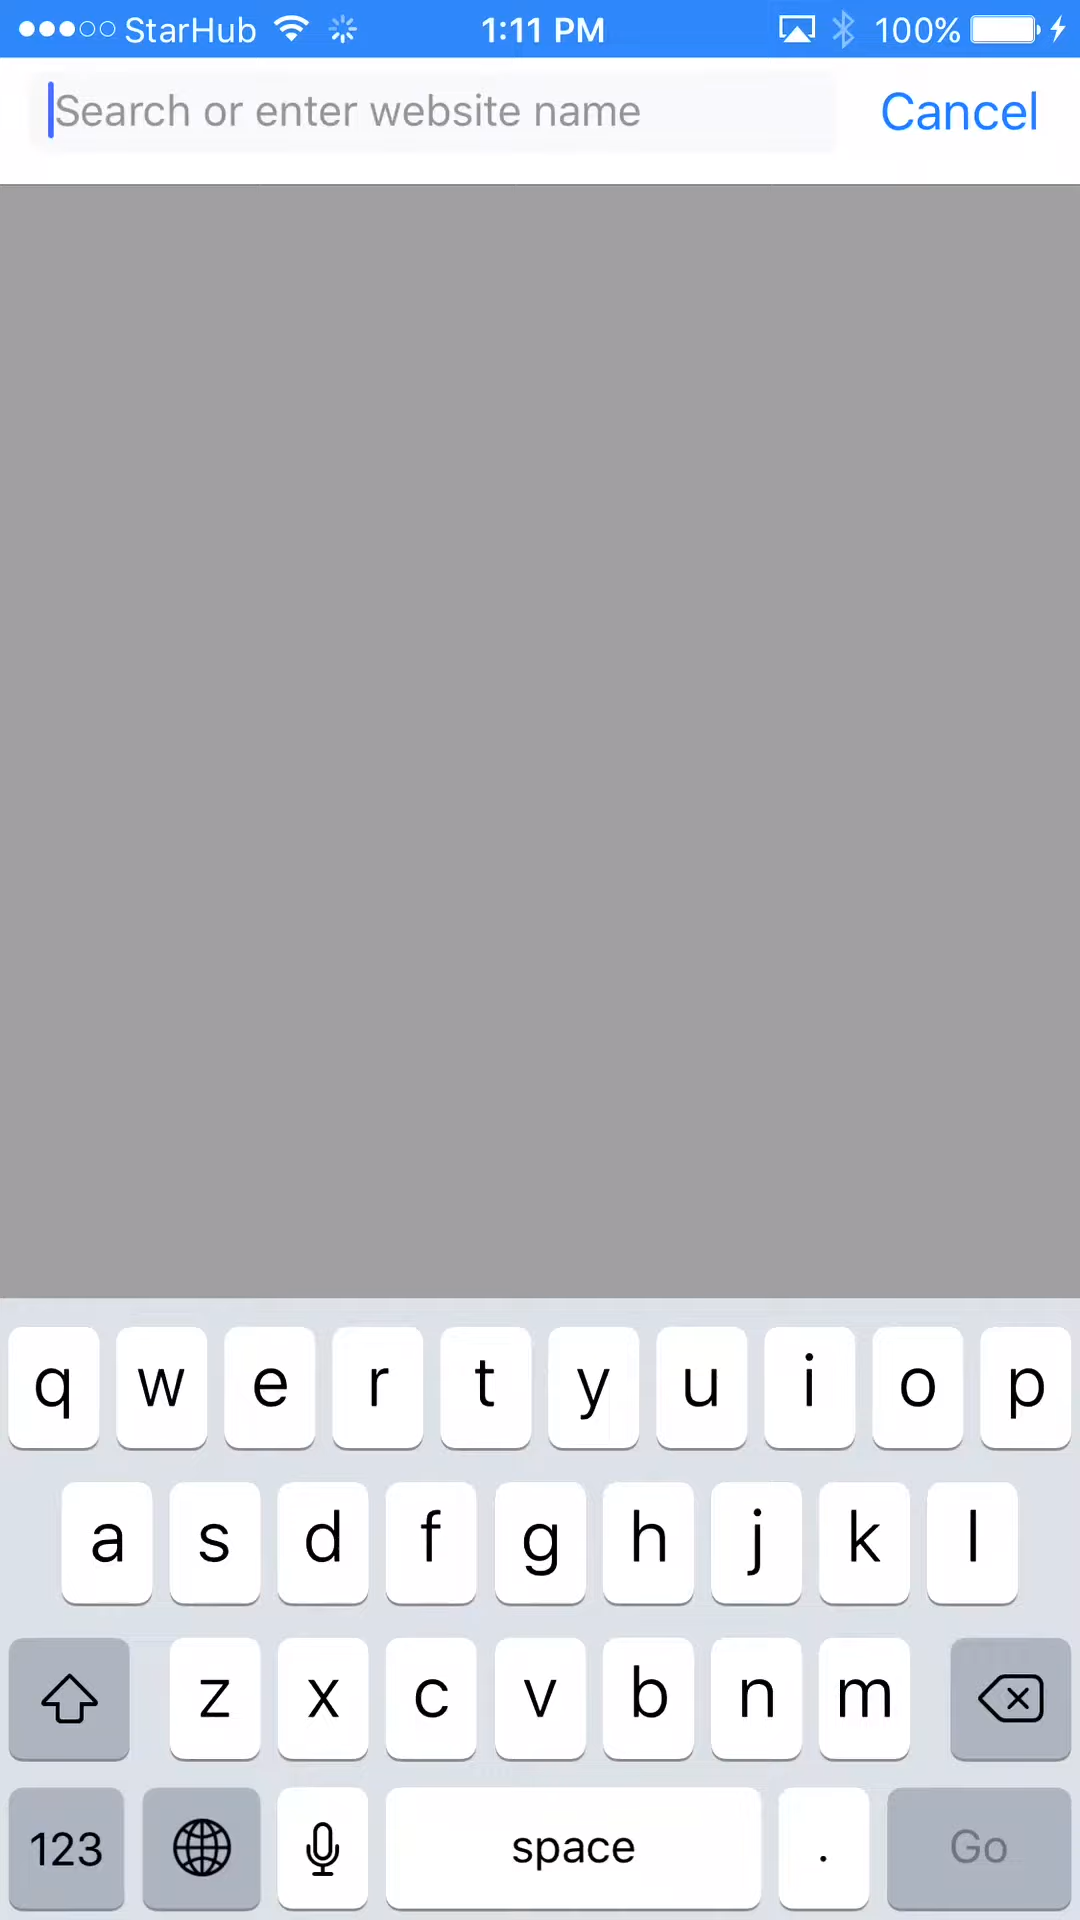 StarHub 1:11 PM 100%
Search or enter website name Cancel
q w e r t y u i o p
a s d f g h j k l
z x c v b n m
123 space . Go